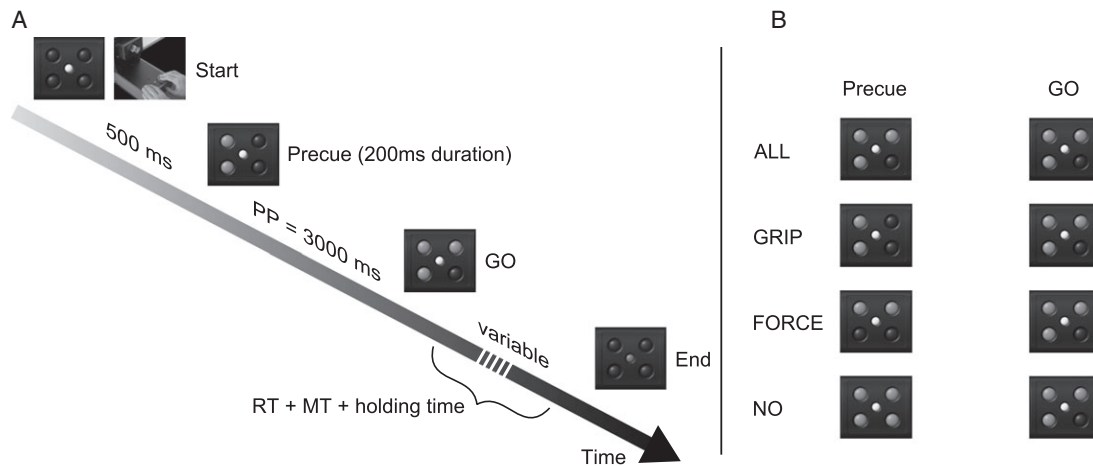 A
Start
500 ms
Precue (200ms duration)
PP = 3000 ms
GO
variable
End
RT + MT + holding time
Time
B
Precue GO
ALL
GRIP
FORCE
NO